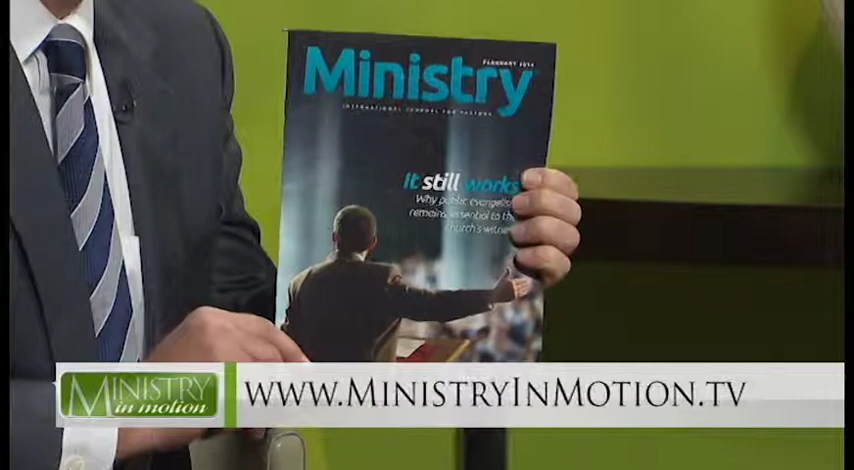 FEBRUARY 2014
Ministry
INTERNATIONAL JOURNAL FOR PASTORS
It still works
Why public evangelism
remains essential to the
church's witness
MINISTRY
in motion
WWW.MINISTRYINMOTION.TV